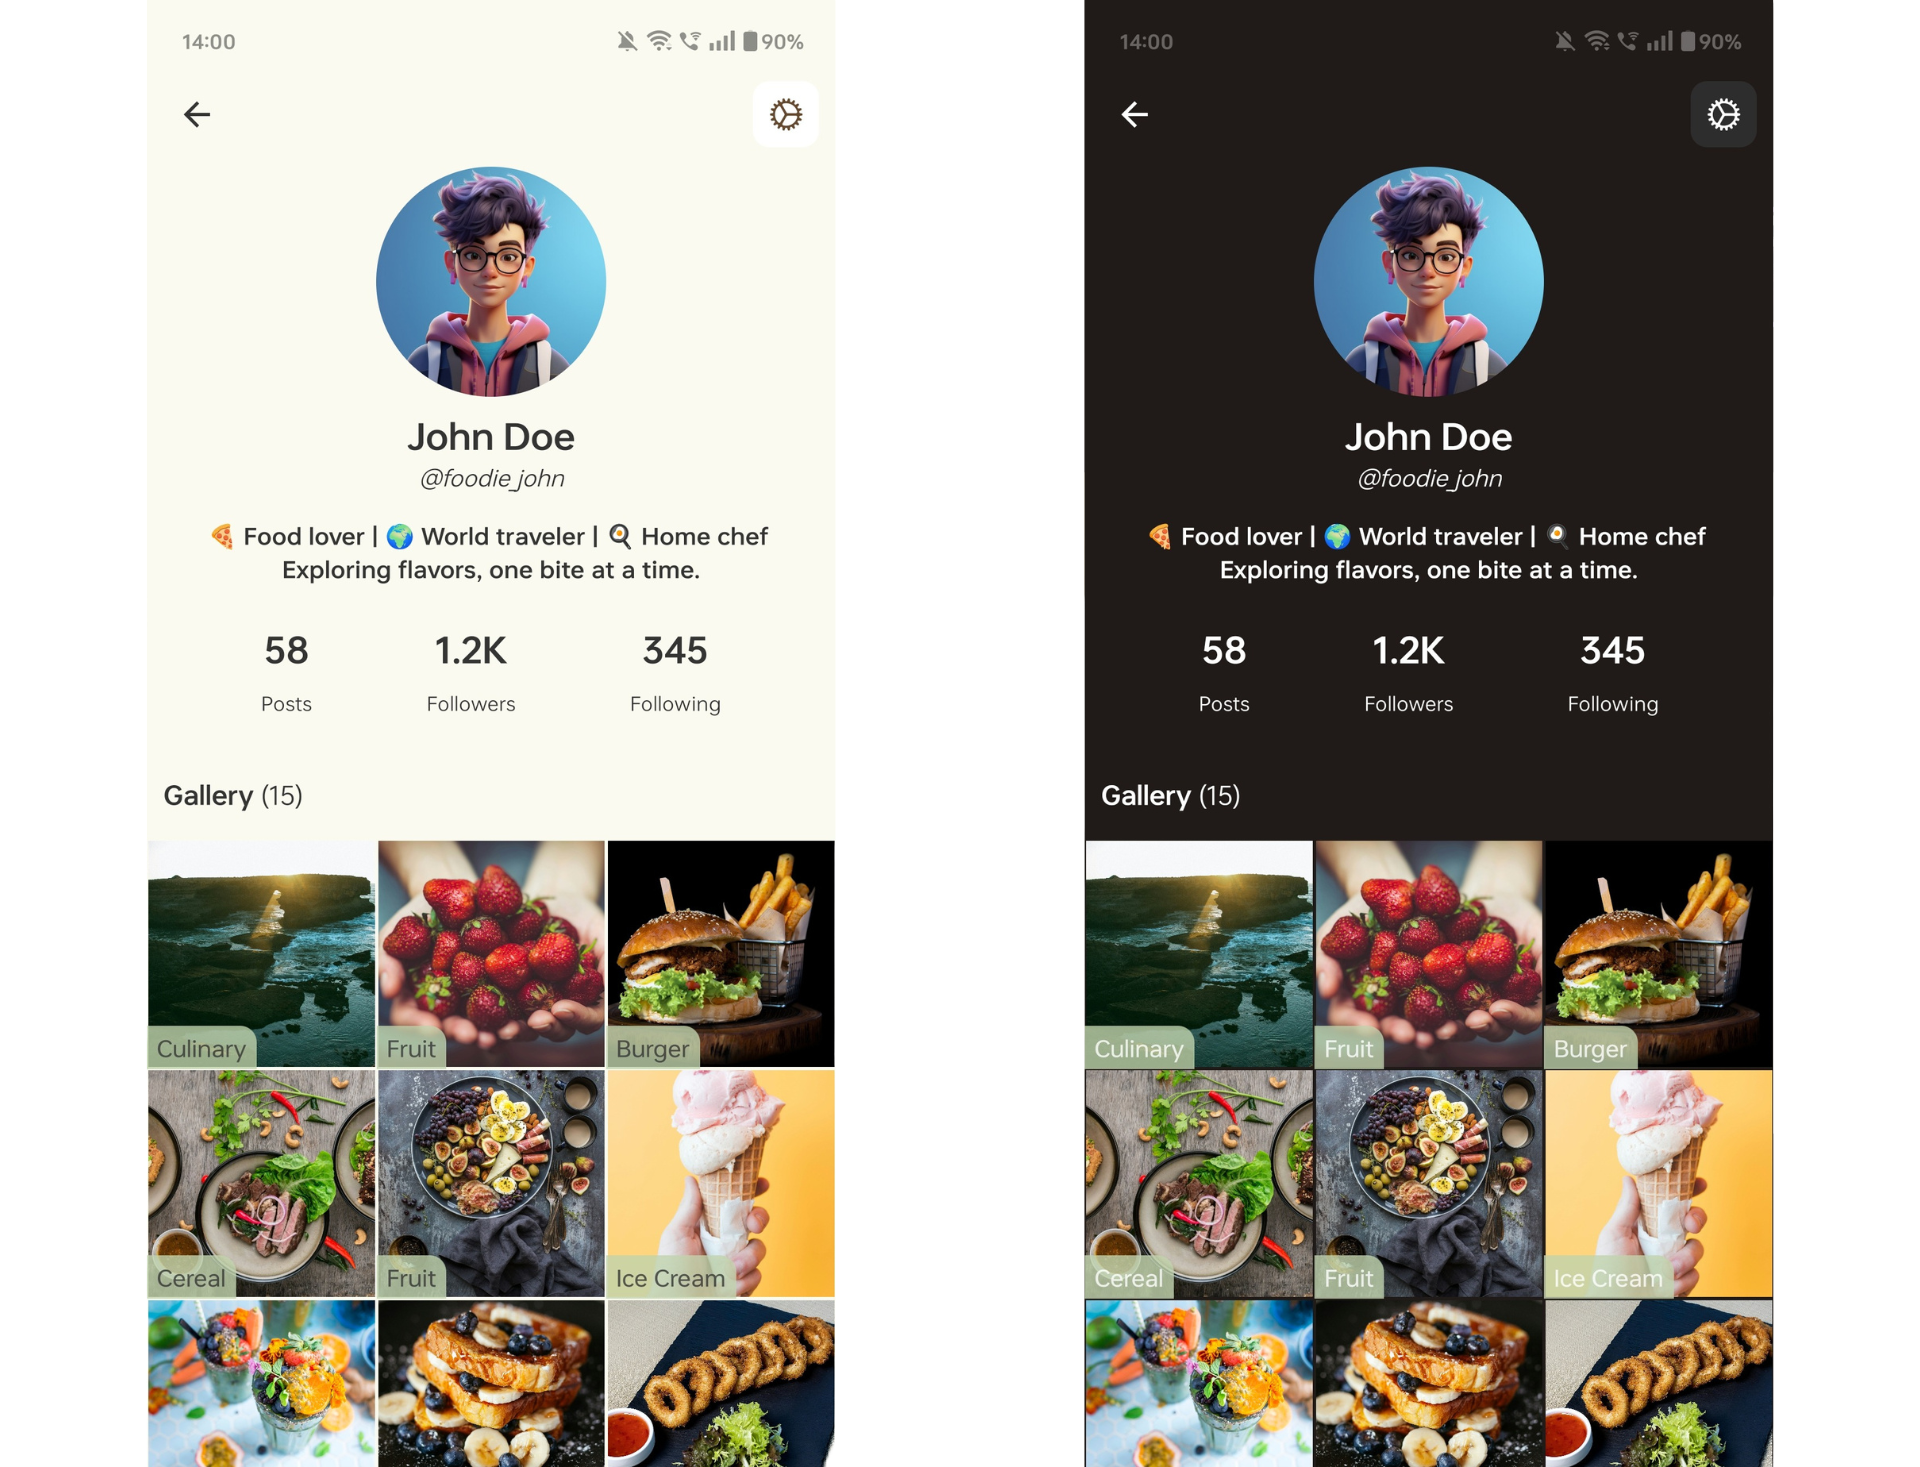 14:00 90%
John Doe
@foodie_john
🍕 Food lover | 🌍 World traveler | 🍳 Home chef
Exploring flavors, one bite at a time.
58 1.2K 345
Posts Followers Following
Gallery (15)
Culinary Fruit Burger
Cereal Fruit Ice Cream
14:00 90%
John Doe
@foodie_john
🍕 Food lover | 🌍 World traveler | 🍳 Home chef
Exploring flavors, one bite at a time.
58 1.2K 345
Posts Followers Following
Gallery (15)
Culinary Fruit Burger
Cereal Fruit Ice Cream